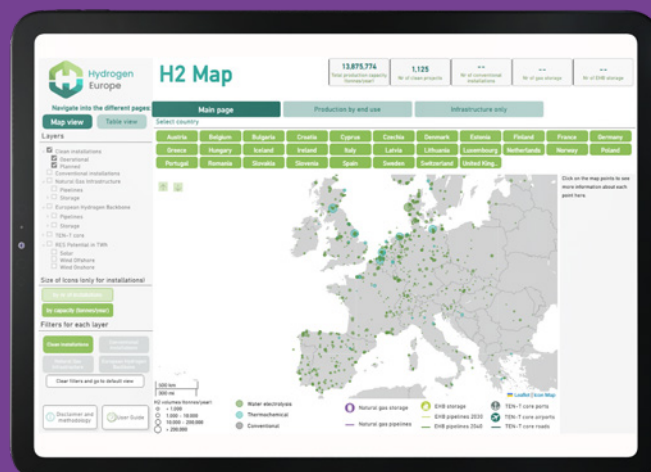 Hydrogen
Europe
H2 Map
13,875,774
Total production capacity
tonnes/year)
1,125
Nr of clean projects
--
Nr of conventional
installations
--
Nr of gas storage
--
Nr of EHB storage
Navigate into the different pages:
Map view
Table view
Main page
Production by end use
Infrastructure only
Select country
Austria
Belgium
Bulgaria
Croatia
Cyprus
Czechia
Denmark
Estonia
Finland
France
Germany
Greece
Hungary
Iceland
Ireland
Italy
Latvia
Lithuania
Luxembourg
Netherlands
Norway
Poland
Portugal
Romania
Slovakia
Slovenia
Spain
Sweden
Switzerland
United King..
Layers
Clean installations
Operational
Planned
Conventional installations
Natural Gas Infrastructure
Pipelines
Storage
European Hydrogen Backbone
Pipelines
Storage
TEN-T core
RES Potential in TWh
Solar
Wind Offshore
Wind Onshore
Size of Icons (only for installations)
by capacity (tonnes/year)
Filters for each layer
Clean installations
Clear filters and go to default view
Disclaimer and
methodology
User Guide
Click on the map points to see
more information about each
point here.
500 km
300 mi
Leaflet | Icon Map
H2 volumes (tonnes/year):
< 1,000
1,000 - 10,000
10,000 - 200,000
> 200,000
Water electrolysis
Thermochemical
Conventional
Natural gas storage
Natural gas pipelines
EHB storage
EHB pipelines 2030
EHB pipelines 2040
TEN-T core ports
TEN-T core airports
TEN-T core roads